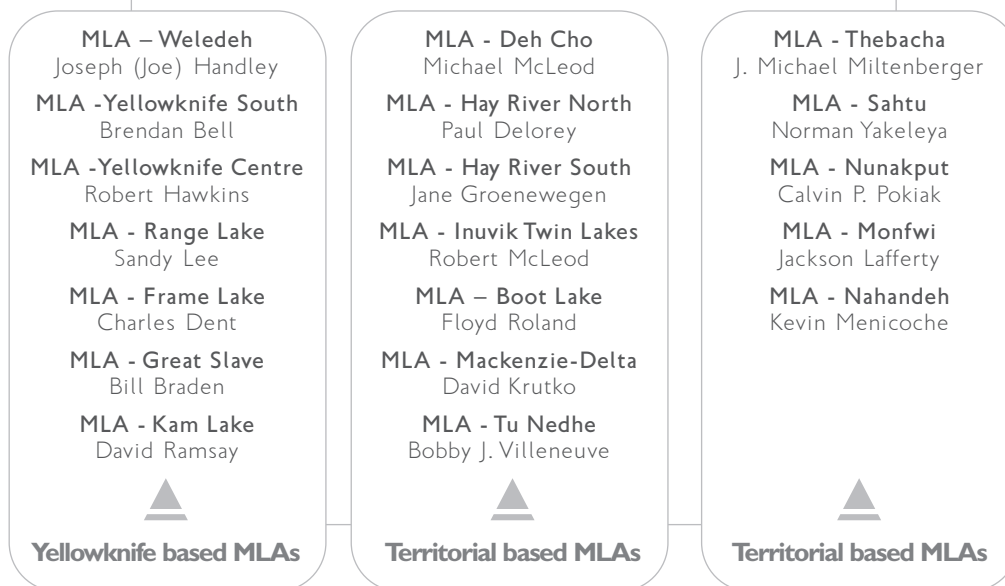 MLA – Weledeh
Joseph (Joe) Handley
MLA -Yellowknife South
Brendan Bell
MLA -Yellowknife Centre
Robert Hawkins
MLA - Range Lake
Sandy Lee
MLA - Frame Lake
Charles Dent
MLA - Great Slave
Bill Braden
MLA - Kam Lake
David Ramsay
Yellowknife based MLAs
MLA - Deh Cho
Michael McLeod
MLA - Hay River North
Paul Delorey
MLA - Hay River South
Jane Groenewegen
MLA - Inuvik Twin Lakes
Robert McLeod
MLA – Boot Lake
Floyd Roland
MLA - Mackenzie-Delta
David Krutko
MLA - Tu Nedhe
Bobby J. Villeneuve
Territorial based MLAs
MLA - Thebacha
J. Michael Miltenberger
MLA - Sahtu
Norman Yakeleya
MLA - Nunakput
Calvin P. Pokiak
MLA - Monfwi
Jackson Lafferty
MLA - Nahandeh
Kevin Menicoche
Territorial based MLAs